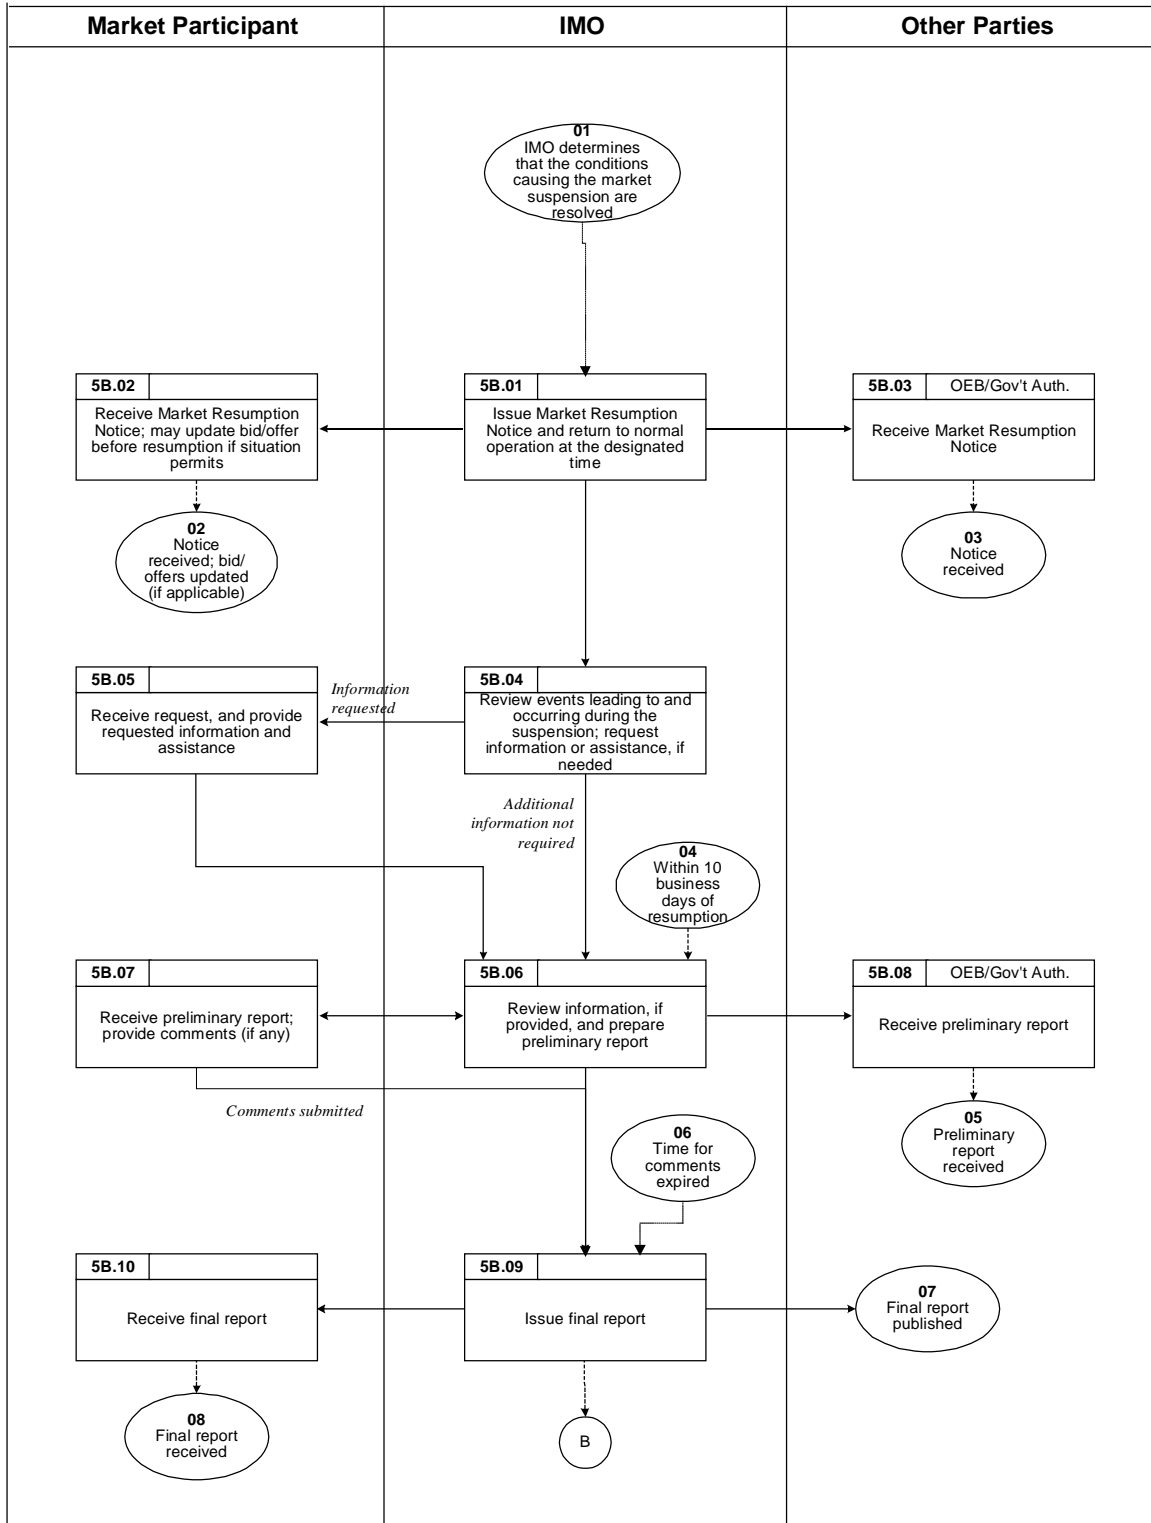 Market Participant
IMO
Other Parties
01
IMO determines
that the conditions
causing the market
suspension are
resolved
5B.02
Receive Market Resumption
Notice; may update bid/offer
before resumption if situation
permits
5B.01
Issue Market Resumption
Notice and return to normal
operation at the designated
time
5B.03
OEB/Gov't Auth.
Receive Market Resumption
Notice
02
Notice
received; bid/
offers updated
(if applicable)
03
Notice
received
5B.05
Receive request, and provide
requested information and
assistance
Information
requested
5B.04
Review events leading to and
occurring during the
suspension; request
information or assistance, if
needed
Additional
information not
required
04
Within 10
business
days of
resumption
5B.07
Receive preliminary report;
provide comments (if any)
5B.06
Review information, if
provided, and prepare
preliminary report
5B.08
OEB/Gov't Auth.
Receive preliminary report
Comments submitted
05
Preliminary
report
received
06
Time for
comments
expired
5B.10
Receive final report
5B.09
Issue final report
07
Final report
published
08
Final report
received
B